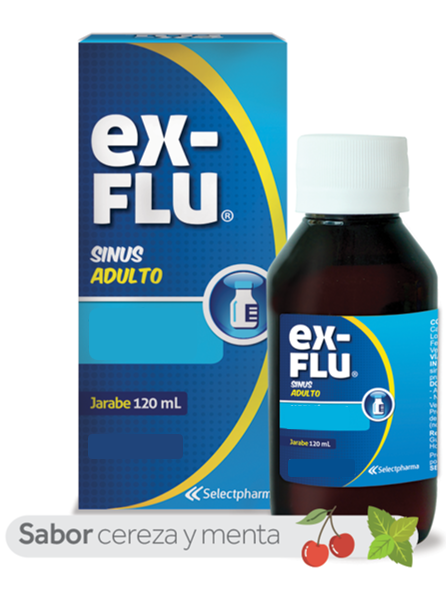 ex-
FLU®
SINUS
ADULTO
Jarabe 120 mL
Selectpharma
ex-
FLU®
SINUS
ADULTO
Jarabe 120 mL
Selectpharma
Sabor cereza y menta